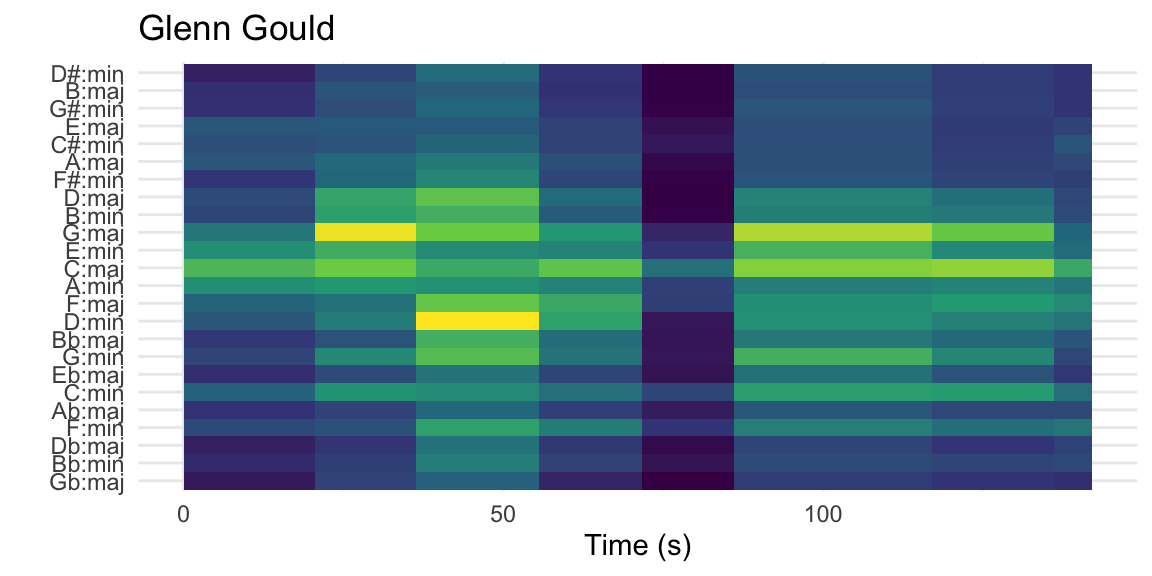 Glenn Gould
D#:min
B:maj
G#:min
E:maj
C#:min
A:maj
F#:min
D:maj
B:min
G:maj
E:min
C:maj
A:min
F:maj
D:min
Bb:maj
G:min
Eb:maj
C:min
Ab:maj
F:min
Db:maj
Bb:min
Gb:maj
0 50 100
Time (s)